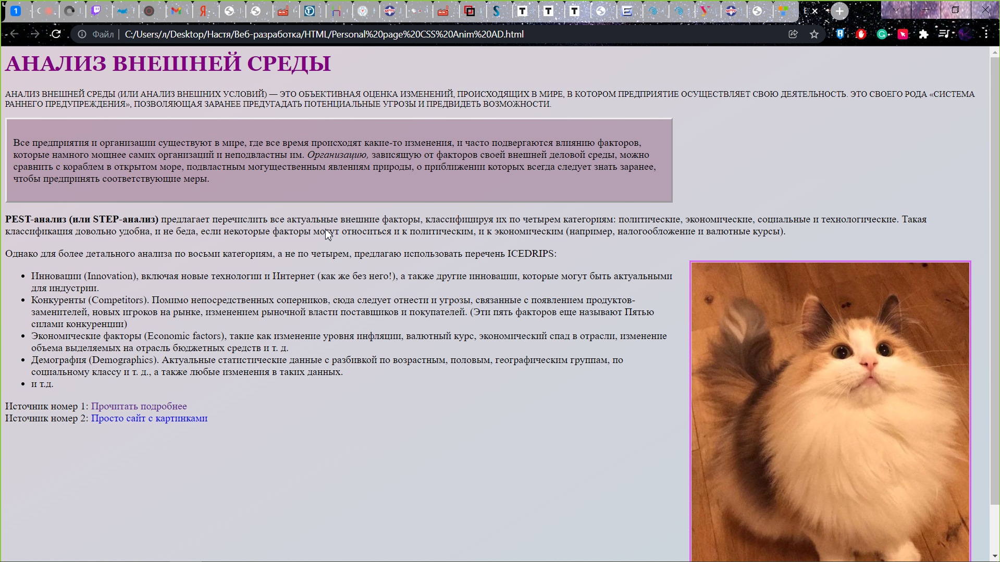 1
T
T
T
Файл
C:/Users/л/Desktop/Настя/Веб-разработка/HTML/Personal%20page%20CSS%20Anim%20AD.html
АНАЛИЗ ВНЕШНЕЙ СРЕДЫ
АНАЛИЗ ВНЕШНЕЙ СРЕДЫ (ИЛИ АНАЛИЗ ВНЕШНИХ УСЛОВИЙ) — ЭТО ОБЪЕКТИВНАЯ ОЦЕНКА ИЗМЕНЕНИЙ, ПРОИСХОДЯЩИХ В МИРЕ, В КОТОРОМ ПРЕДПРИЯТИЕ ОСУЩЕСТВЛЯЕТ СВОЮ ДЕЯТЕЛЬНОСТЬ. ЭТО СВОЕГО РОДА «СИСТЕМА
РАННЕГО ПРЕДУПРЕЖДЕНИЯ», ПОЗВОЛЯЮЩАЯ ЗАРАНЕЕ ПРЕДУГАДАТЬ ПОТЕНЦИАЛЬНЫЕ УГРОЗЫ И ПРЕДВИДЕТЬ ВОЗМОЖНОСТИ.
Все предприятия и организации существуют в мире, где все время происходят какие-то изменения, и часто подвергаются влиянию факторов,
которые намного мощнее самих организаций и неподвластны им. Организацию, зависящую от факторов своей внешней деловой среды, можно
сравнить с кораблем в открытом море, подвластным могущественным явлениям природы, о приближении которых всегда следует знать заранее,
чтобы предпринять соответствующие меры.
PEST-анализ (или STEP-анализ) предлагает перечислить все актуальные внешние факторы, классифицируя их по четырем категориям: политические, экономические, социальные и технологические. Такая
классификация довольно удобна, и не беда, если некоторые факторы могут относиться и к политическим, и к экономическим (например, налогообложение и валютные курсы).
Однако для более детального анализа по восьми категориям, а не по четырем, предлагаю использовать перечень ICEDRIPS:
• Инновации (Innovation), включая новые технологии и Интернет (как же без него!), а также другие инновации, которые могут быть актуальными
для индустрии.
• Конкуренты (Competitors). Помимо непосредственных соперников, сюда следует отнести и угрозы, связанные с появлением продуктов-
заменителей, новых игроков на рынке, изменением рыночной власти поставщиков и покупателей. (Эти пять факторов еще называют Пятью
силами конкуренции)
• Экономические факторы (Economic factors), такие как изменение уровня инфляции, валютный курс, экономический спад в отрасли, изменение
объема выделяемых на отрасль бюджетных средств и т. д.
• Демография (Demographics). Актуальные статистические данные с разбивкой по возрастным, половым, географическим группам, по
социальному классу и т. д., а также любые изменения в таких данных.
• и т.д.
Источник номер 1: Прочитать подробнее
Источник номер 2: Просто сайт с картинками